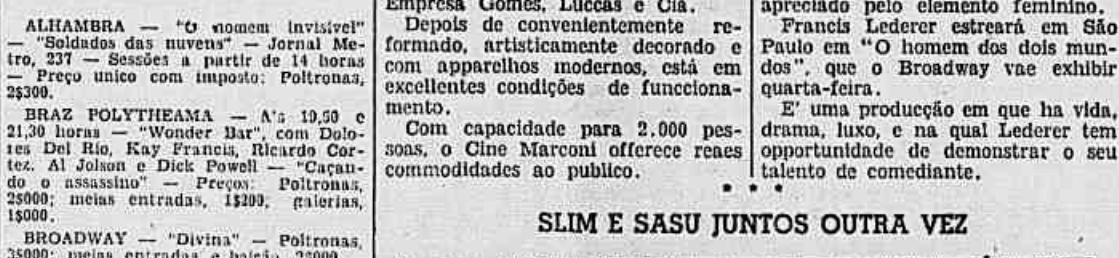 ALHAMBRA — "O homem invisivel"
— "Soldados das nuvens" — Jornal Me-
tro, 237 — Sessões a partir de 14 horas
— Preço unico com imposto: Poltronas,
2$300.
BRAZ POLYTHEAMA — A's 19,50 e
21,30 horas — "Wonder Bar", com Dolo-
res Del Rio, Kay Francis, Ricardo Cor-
tez. Al Jolson e Dick Powell — "Caçan-
do o assassino" — Preços: Poltronas,
2$000; meias entradas, 1$200; galerias,
1$000.
BROADWAY — "Divina" — Poltronas,
3$000; meias entradas e balcão, 2$000
Empresa Gomes, Luccas e Cia.
Depois de convenientemente re-
formado, artisticamente decorado e
com apparelhos modernos, está em
excellentes condições de funcciona-
mento.
Com capacidade para 2.000 pes-
soas, o Cine Marconi offerece reaes
commodidades ao publico.
apreciado pelo elemento feminino.
Francis Lederer estreará em São
Paulo em "O homem dos dois mun-
dos", que o Broadway vae exhibir
quarta-feira.
E' uma producção em que ha vida,
drama, luxo, e na qual Lederer tem
opportunidade de demonstrar o seu
talento de comediante.
* * *
SLIM E SASU JUNTOS OUTRA VEZ